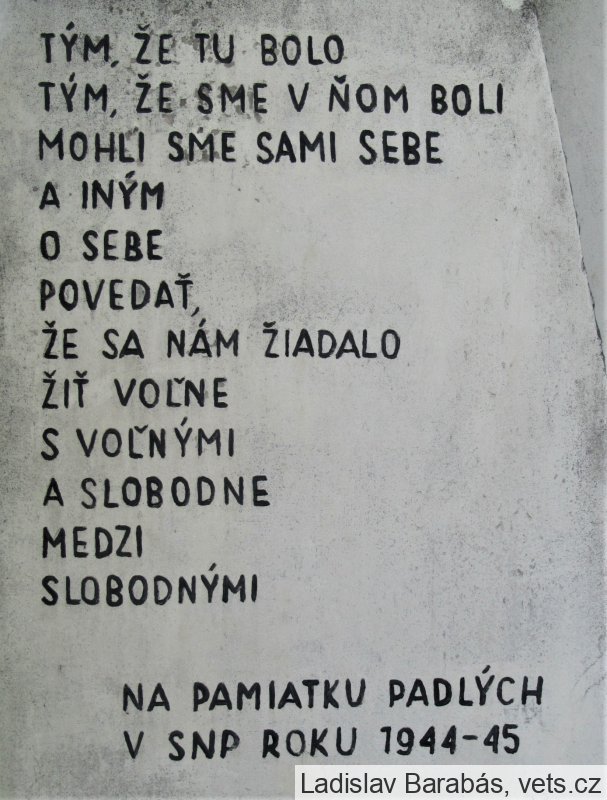 TÝM, ŽE TU BOLO
TÝM, ŽE SME V ŇOM BOLI
MOHLI SME SAMI SEBE
A INÝM
O SEBE
POVEDAŤ,
ŽE SA NÁM ŽIADALO
ŽIŤ VOĽNE
S VOĽNÝMI
A SLOBODNE
MEDZI
SLOBODNÝMI
NA PAMIATKU PADLÝCH
V SNP ROKU 1944-45
Ladislav Barabás, vets.cz